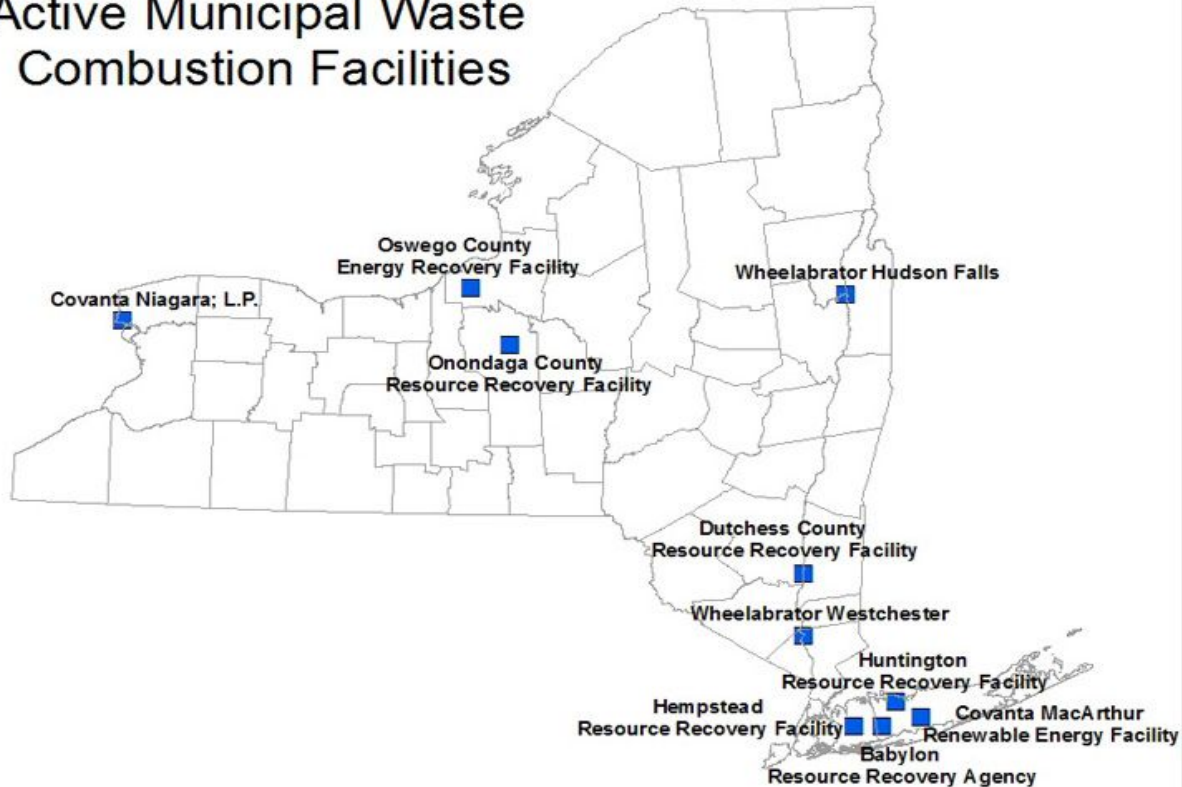 Active Municipal Waste
Combustion Facilities
Oswego County
Energy Recovery Facility
Wheelabrator Hudson Falls
Covanta Niagara; L.P.
Onondaga County
Resource Recovery Facility
Dutchess County
Resource Recovery Facility
Wheelabrator Westchester
Huntington
Resource Recovery Facility
Hempstead
Resource Recovery Facility
Covanta MacArthur
Renewable Energy Facility
Babylon
Resource Recovery Agency